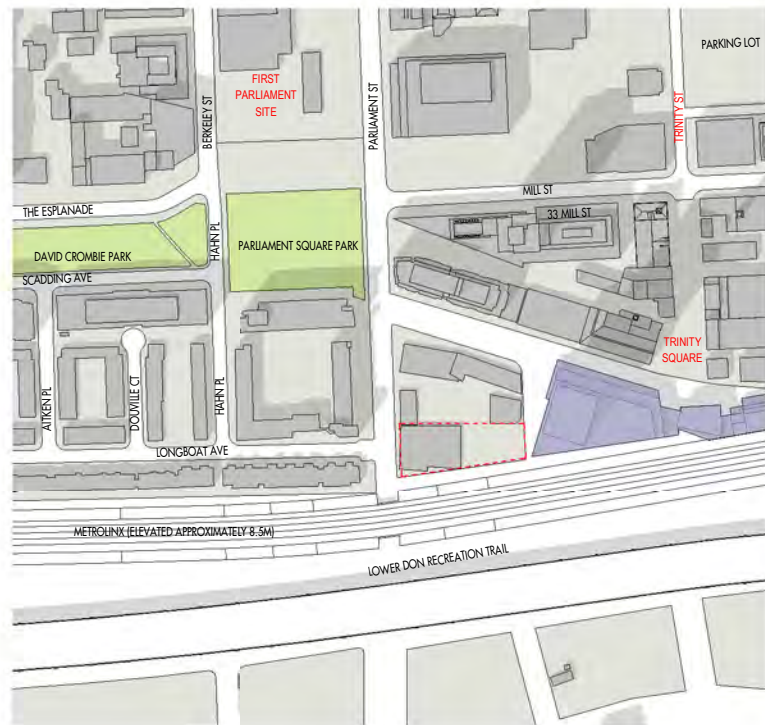 PARKING LOT
FIRST
PARLIAMENT
SITE
BERKELEY ST
PARLIAMENT ST
TRINITY ST
MILL ST
THE ESPLANADE
33 MILL ST
HAHN PL
PARLIAMENT SQUARE PARK
DAVID CROMBIE PARK
SCADDING AVE
TRINITY
SQUARE
AITKEN PL
DOUVILLE CT
HAHN PL
LONGBOAT AVE
METROLINX (ELEVATED APPROXIMATELY 8.5M)
LOWER DON RECREATION TRAIL